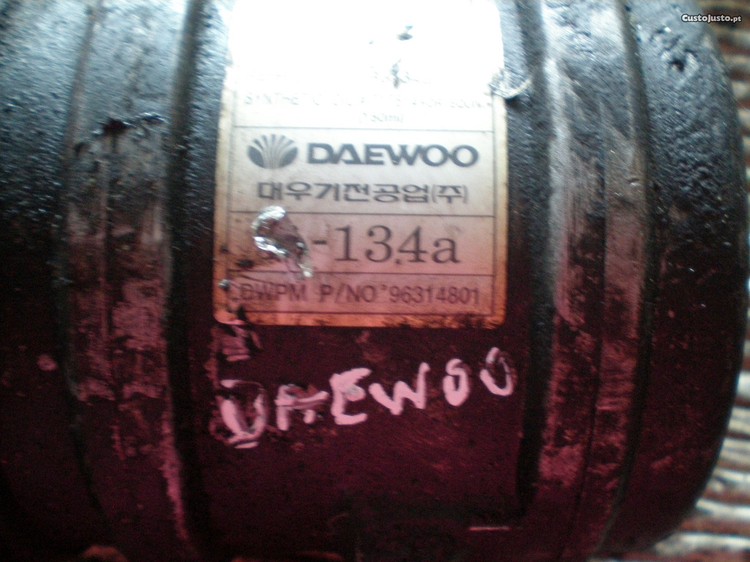 CustoJusto.pt
DAEWOO
대우기전공업(주)
-134a
DWPM P/NO 96314801
DAEWOO